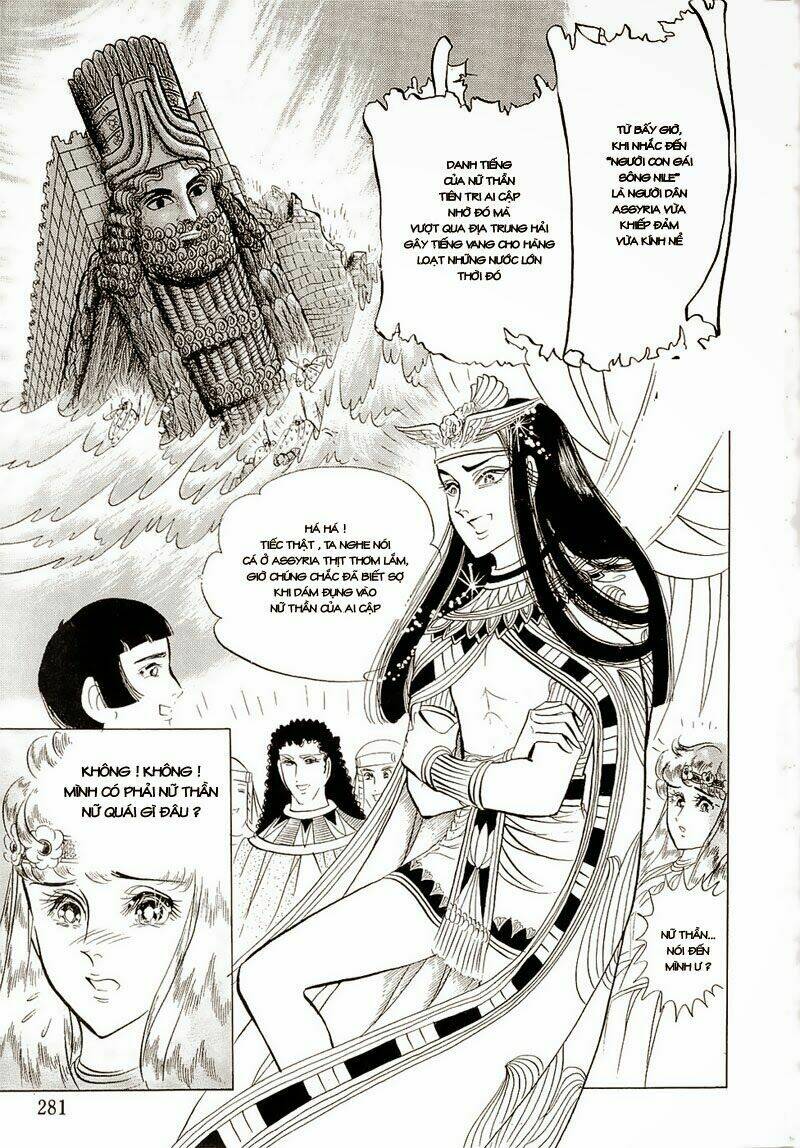 TỪ BẤY GIỜ,
KHI NHẮC ĐẾN
"NGƯỜI CON GÁI
SÔNG NILE"
LÀ NGƯỜI DÂN
ASSYRIA VỪA
KHIẾP ĐẢM
VỪA KÍNH NỂ
DANH TIẾNG
CỦA NỮ THẦN
TIÊN TRI AI CẬP
NHỜ ĐÓ MÀ
VƯỢT QUA ĐỊA TRUNG HẢI
GÂY TIẾNG VANG CHO HÀNG
LOẠT NHỮNG NƯỚC LỚN
THỜI ĐÓ
HÁ HÁ !
TIẾC THẬT , TA NGHE NÓI
CÁ Ở ASSYRIA THỊT THƠM LẮM,
GIỜ CHÚNG CHẮC ĐÃ BIẾT SỢ
KHI DÁM ĐỤNG VÀO
NỮ THẦN CỦA AI CẬP
NỮ THẦN...
NÓI ĐẾN
MÌNH Ư ?
KHÔNG ! KHÔNG !
MÌNH CÓ PHẢI NỮ THẦN
NỮ QUÁI GÌ ĐÂU ?
281